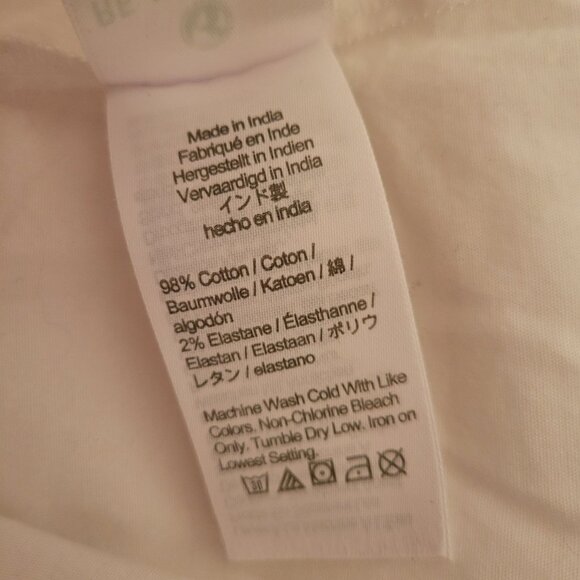 Made in India
Fabriqué en Inde
Hergestellt in Indien
Vervaardigd in India
インド製
hecho en india
98% Cotton / Coton /
Baumwolle / Katoen / 綿 /
algodón
2% Elastane / Élasthanne /
Elastan / Elastaan / ポリウ
レタン / elastano
Machine Wash Cold With Like
Colors. Non-Chlorine Bleach
Only. Tumble Dry Low. Iron on
Lowest Setting.